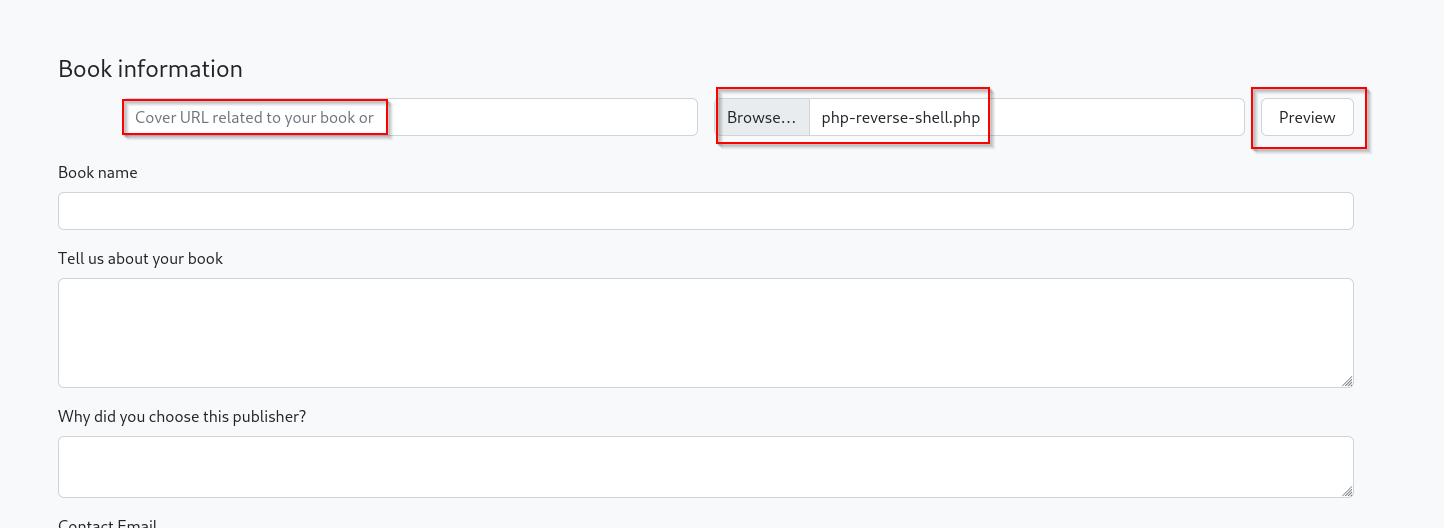 Book information
Cover URL related to your book or
Browse... php-reverse-shell.php
Preview
Book name
Tell us about your book
Why did you choose this publisher?
Contact Email